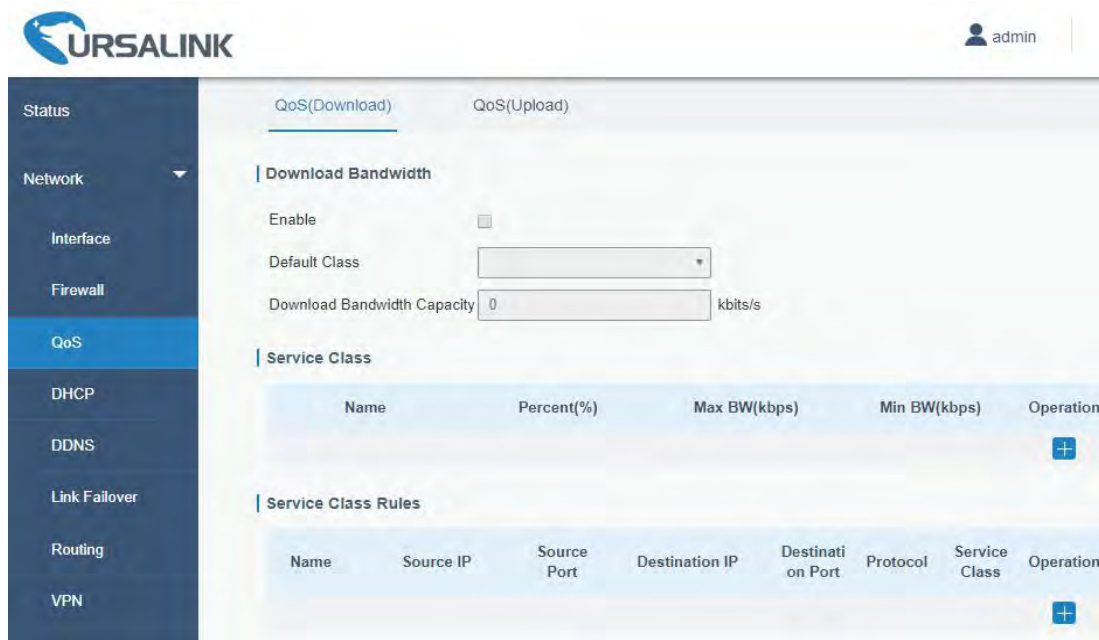 URSALINK
admin
Status
QoS(Download)
QoS(Upload)
Network
Download Bandwidth
Enable
Interface
Default Class
Firewall
Download Bandwidth Capacity 0 kbits/s
QoS
Service Class
DHCP
Name Percent(%) Max BW(kbps) Min BW(kbps) Operation
DDNS
Link Failover
Service Class Rules
Routing
Name Source IP Source Port Destination IP Destinati on Port Protocol Service Class Operation
VPN